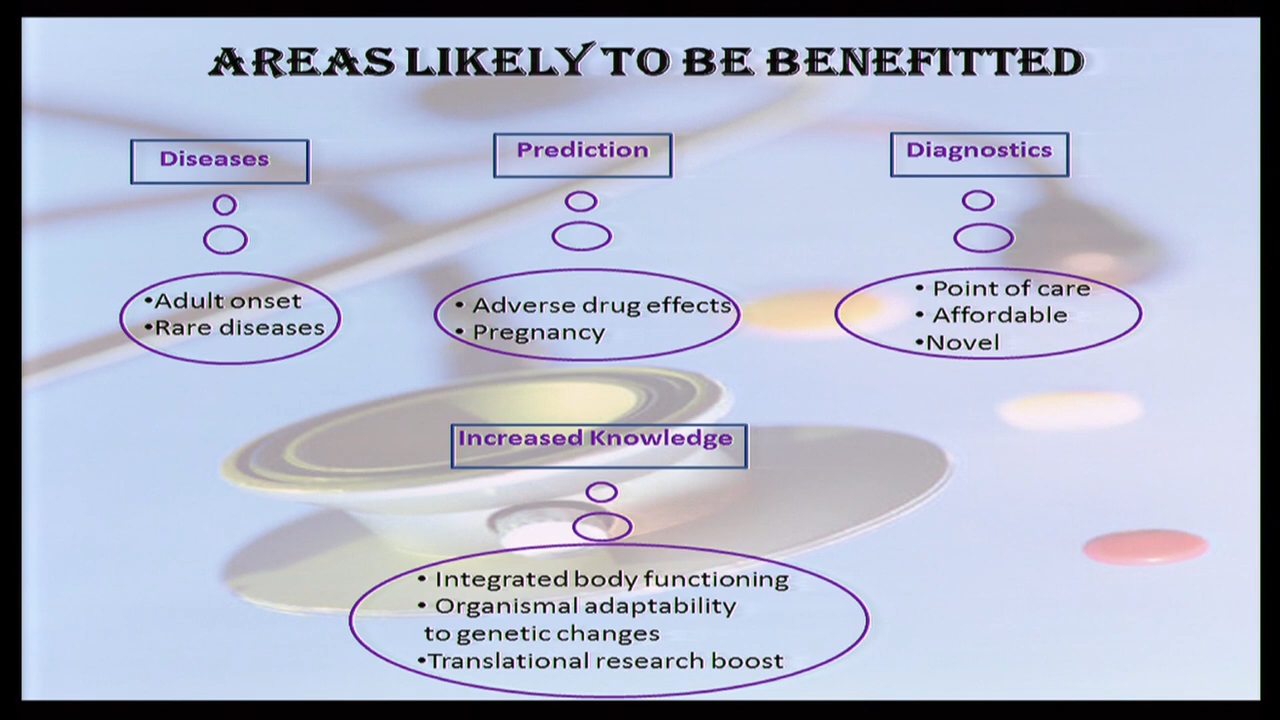 AREAS LIKELY TO BE BENEFITTED
Diseases
•Adult onset
•Rare diseases
Prediction
• Adverse drug effects
• Pregnancy
Diagnostics
• Point of care
• Affordable
•Novel
Increased Knowledge
• Integrated body functioning
• Organismal adaptability
to genetic changes
•Translational research boost